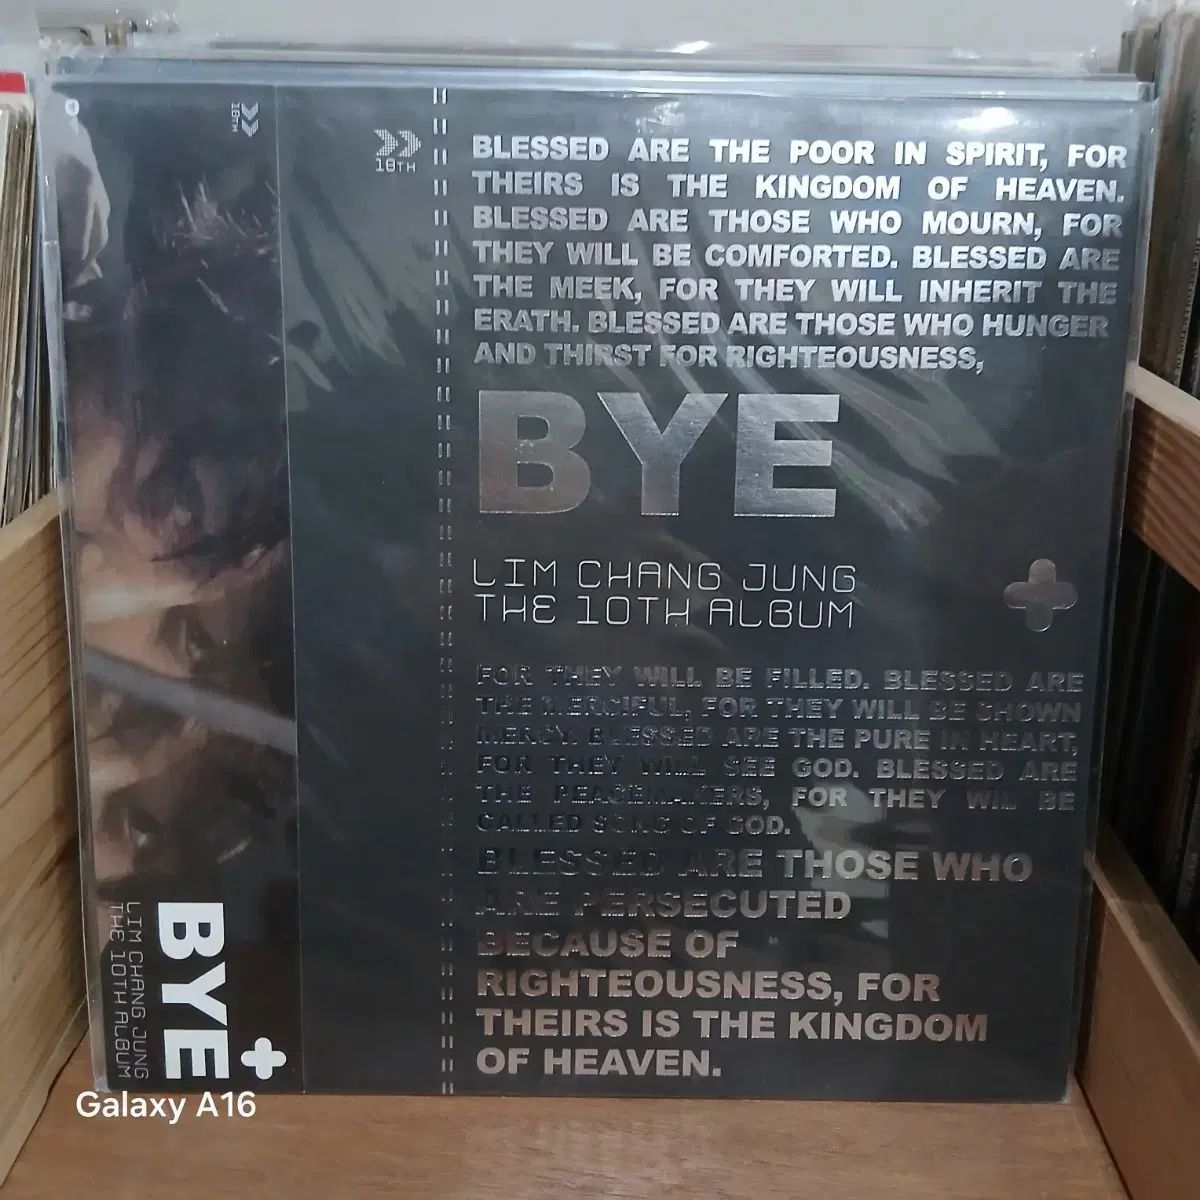 10TH
10TH
BLESSED ARE THE POOR IN SPIRIT, FOR
THEIRS IS THE KINGDOM OF HEAVEN.
BLESSED ARE THOSE WHO MOURN, FOR
THEY WILL BE COMFORTED. BLESSED ARE
THE MEEK, FOR THEY WILL INHERIT THE
ERATH. BLESSED ARE THOSE WHO HUNGER
AND THIRST FOR RIGHTEOUSNESS,
BYE
LIM CHANG JUNG
THE 10TH ALBUM
FOR THEY WILL BE FILLED. BLESSED ARE
THE MERCIFUL, FOR THEY WILL BE SHOWN
MERCY. BLESSED ARE THE PURE IN HEART,
FOR THEY WILL SEE GOD. BLESSED ARE
THE PEACEMAKERS, FOR THEY WIL BE
CALLED SONS OF GOD.
BLESSED ARE THOSE WHO
ARE PERSECUTED
BECAUSE OF
RIGHTEOUSNESS, FOR
THEIRS IS THE KINGDOM
OF HEAVEN.
BYE
LIM CHANG JUNG
THE 10TH ALBUM
Galaxy A16